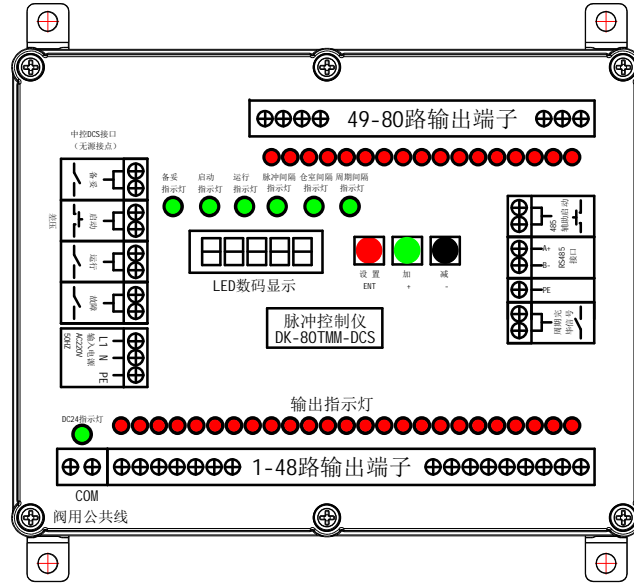 49-80路输出端子
中控DCS接口
(无源接点)
备妥
指示灯
启动
指示灯
运行
指示灯
脉冲间隔
指示灯
仓室间隔
指示灯
周期间隔
指示灯
备妥
差压
启动
运行
故障
LED数码显示
设 置
ENT
加
+
减
-
485
辅助启动
A+
B-
RS485
接口
PE
周期完
毕信号
脉冲控制仪
DK-80TMM-DCS
L1 N PE
输入电源
AC220V
50HZ
输出指示灯
DC24指示灯
1-48路输出端子
COM
阀用公共线